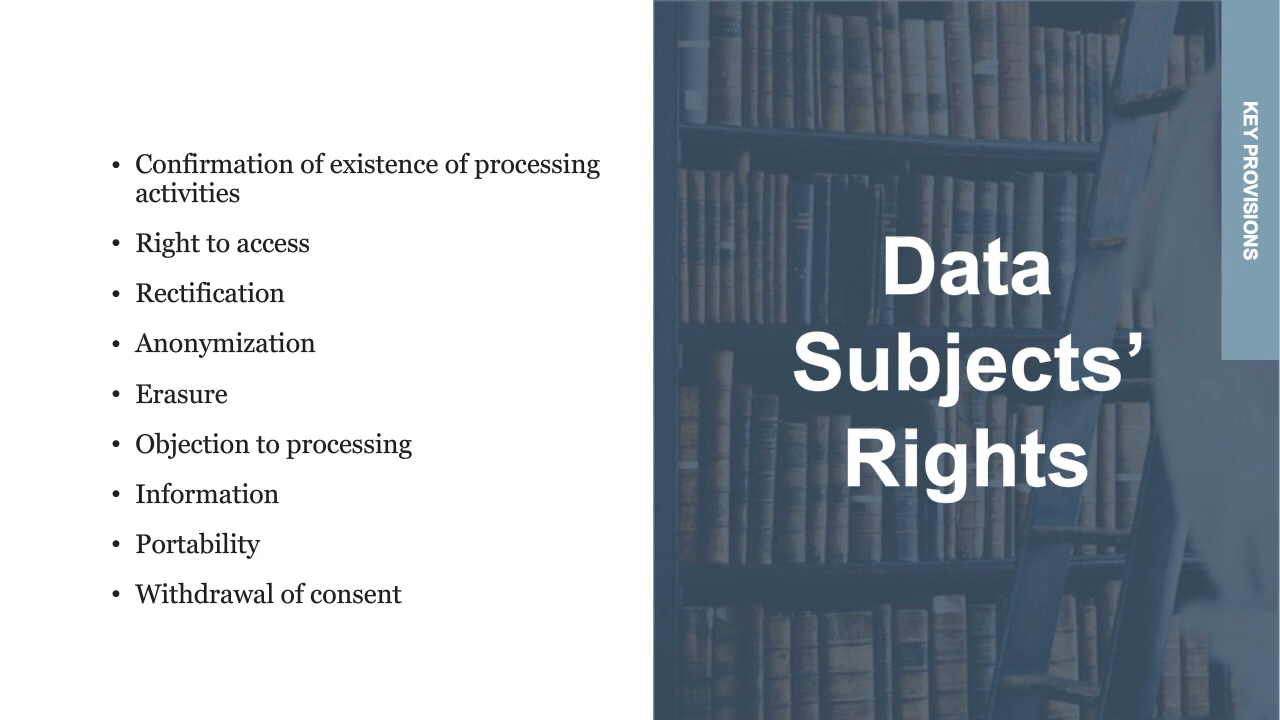 • Confirmation of existence of processing
activities
• Right to access
• Rectification
• Anonymization
• Erasure
• Objection to processing
• Information
• Portability
• Withdrawal of consent
Data
Subjects’
Rights
KEY PROVISIONS